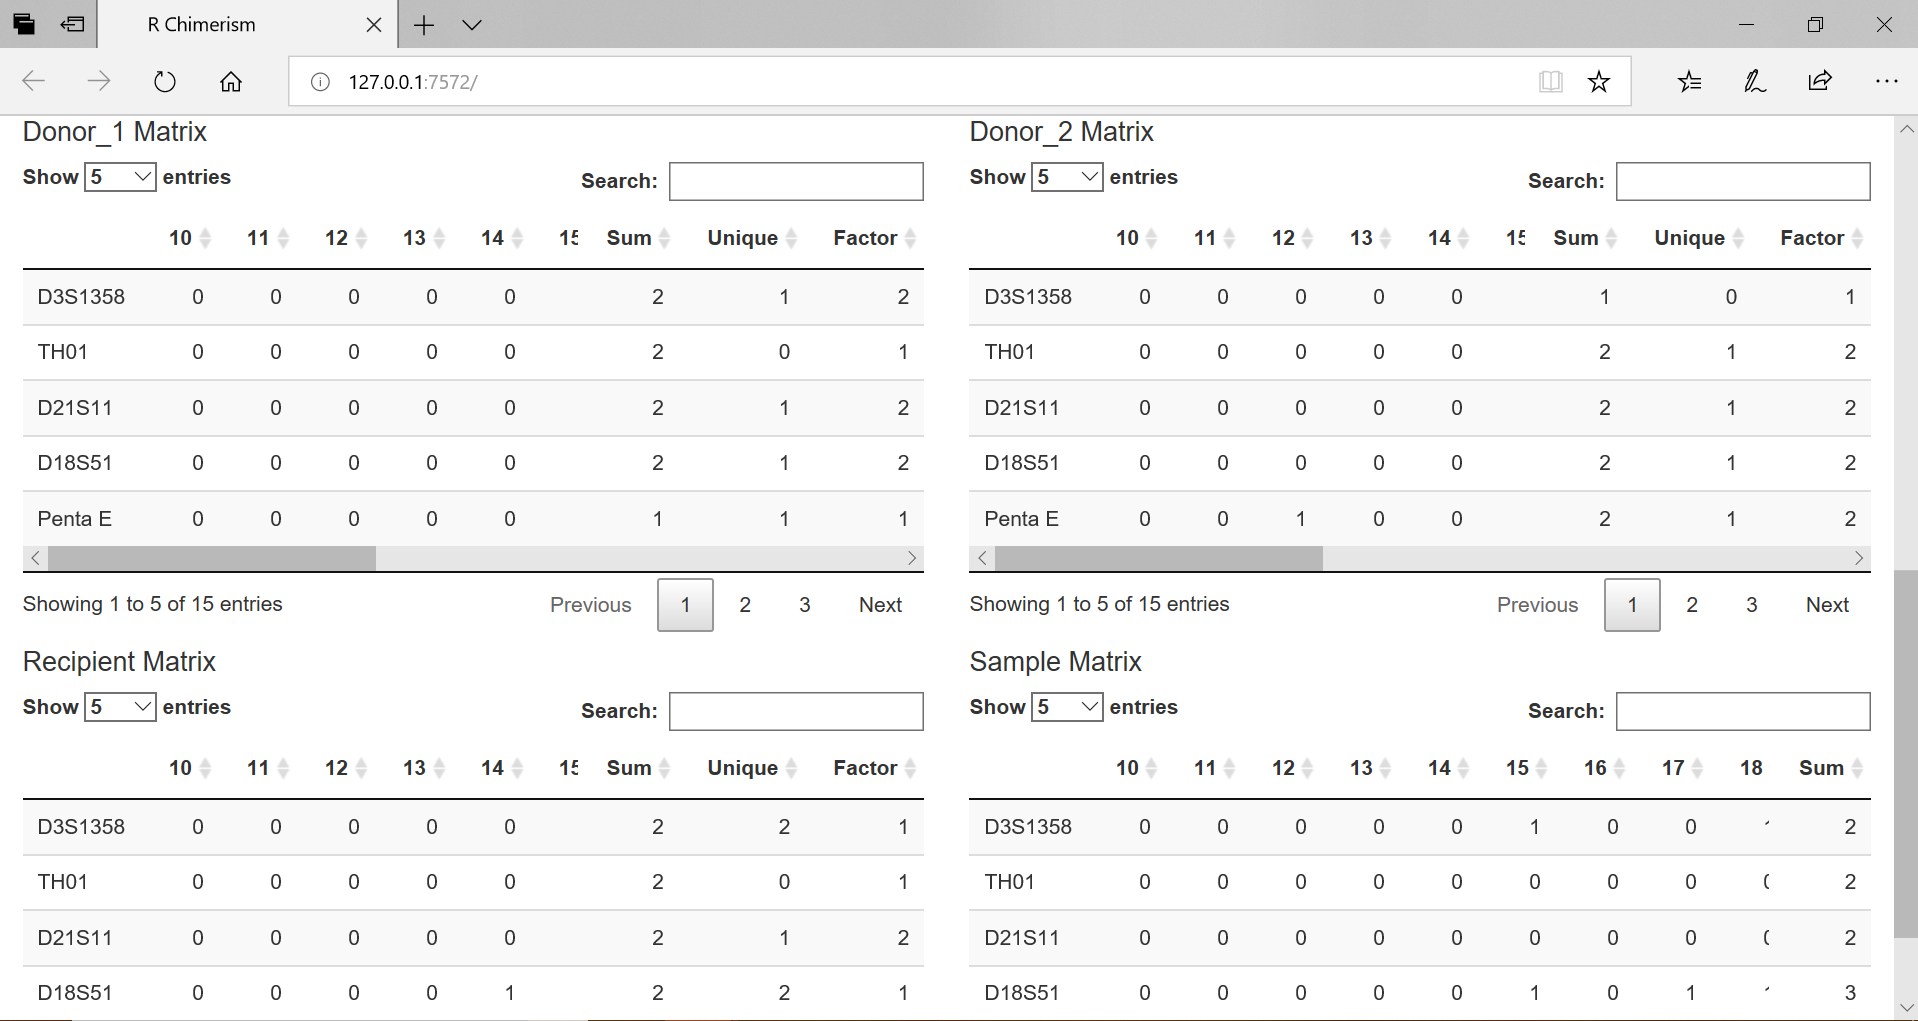 R Chimerism
127.0.0.1:7572/
Donor_1 Matrix
Show 5 entries
Search:
10 11 12 13 14 15 Sum Unique Factor
D3S1358 0 0 0 0 0 2 1 2
TH01 0 0 0 0 0 2 0 1
D21S11 0 0 0 0 0 2 1 2
D18S51 0 0 0 0 0 2 1 2
Penta E 0 0 0 0 0 1 1 1
Showing 1 to 5 of 15 entries
Previous 1 2 3 Next
Donor_2 Matrix
Show 5 entries
Search:
10 11 12 13 14 15 Sum Unique Factor
D3S1358 0 0 0 0 0 1 0 1
TH01 0 0 0 0 0 2 1 2
D21S11 0 0 0 0 0 2 1 2
D18S51 0 0 0 0 0 2 1 2
Penta E 0 0 1 0 0 2 1 2
Showing 1 to 5 of 15 entries
Previous 1 2 3 Next
Recipient Matrix
Show 5 entries
Search:
10 11 12 13 14 15 Sum Unique Factor
D3S1358 0 0 0 0 0 2 2 1
TH01 0 0 0 0 0 2 0 1
D21S11 0 0 0 0 0 2 1 2
D18S51 0 0 0 0 1 2 2 1
Sample Matrix
Show 5 entries
Search:
10 11 12 13 14 15 16 17 18 Sum
D3S1358 0 0 0 0 0 1 0 0 2
TH01 0 0 0 0 0 0 0 0 2
D21S11 0 0 0 0 0 0 0 0 2
D18S51 0 0 0 0 0 1 0 1 3